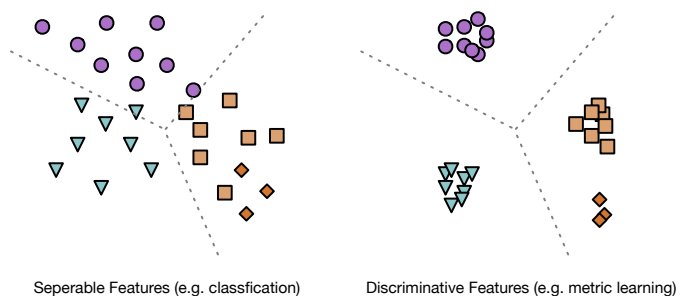 Seperable Features (e.g. classfication)
Discriminative Features (e.g. metric learning)